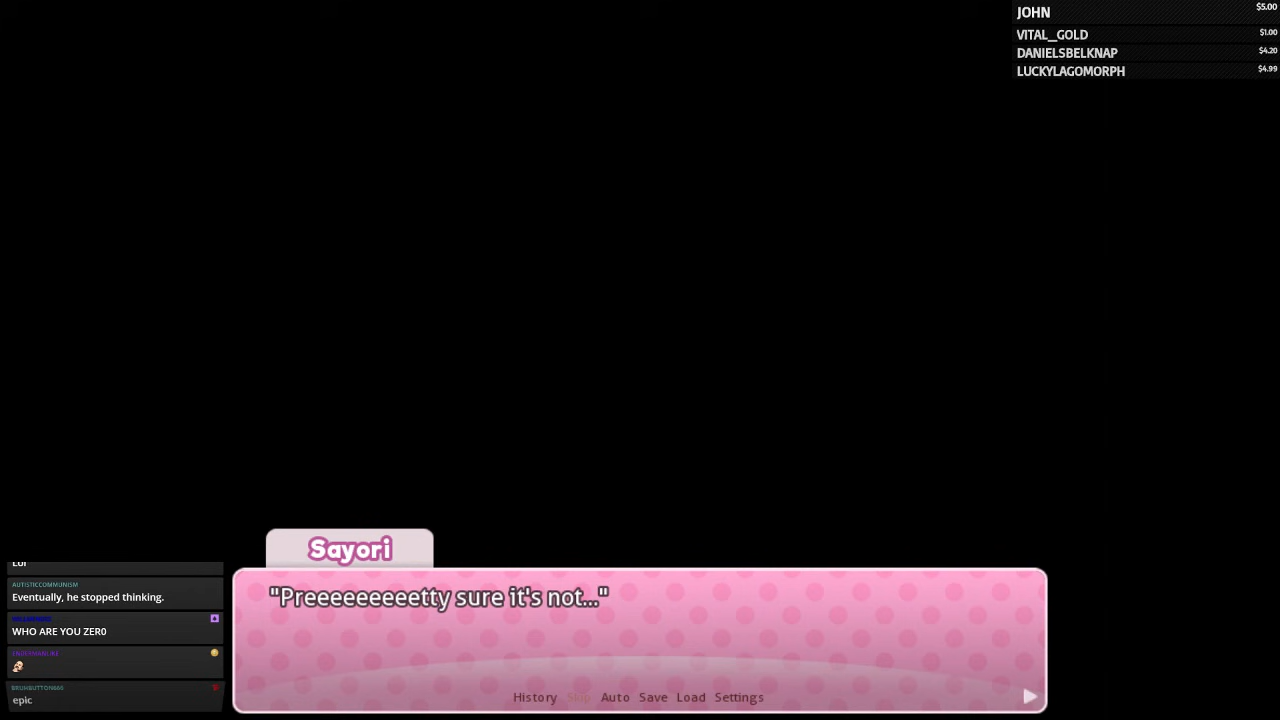 JOHN $5.00
VITAL_GOLD $1.00
DANIELSBELKNAP $4.20
LUCKYLAGOMORPH $4.99
Sayori
"Preeeeeeeeetty sure it's not..."
History Skip Auto Save Load Settings
AUTISTICCOMMUNISM
Eventually, he stopped thinking.
WHO ARE YOU ZER0
epic